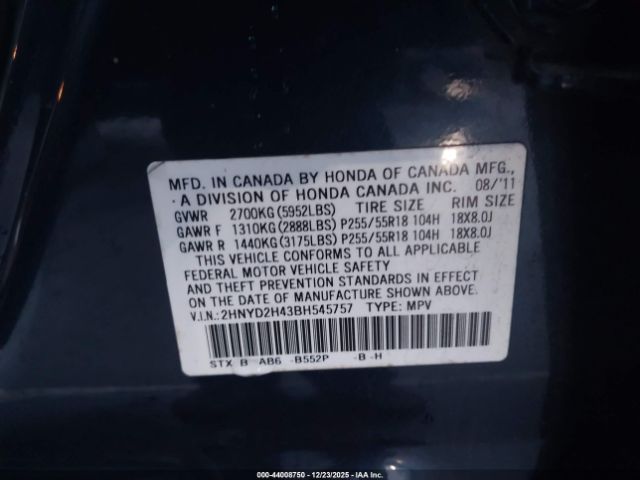 MFD. IN CANADA BY HONDA OF CANADA MFG.,
A DIVISION OF HONDA CANADA INC. 08/'11
GVWR 2700KG(5952LBS) TIRE SIZE RIM SIZE
GAWR F 1310KG(2888LBS) P255/55R18 104H 18X8.0J
GAWR R 1440KG(3175LBS) P255/55R18 104H 18X8.0J
THIS VEHICLE CONFORMS TO ALL APPLICABLE
FEDERAL MOTOR VEHICLE SAFETY
AND THEFT PREVENTION STANDARDS IN EFFECT
ON THE DATE OF MANUFACTURE SHOWN ABOVE.
V.I.N.: 2HNYD2H43BH545757 TYPE: MPV
STX B AB6 -B552P -B-H
000-44008750 - 12/23/2025 - IAAI.com